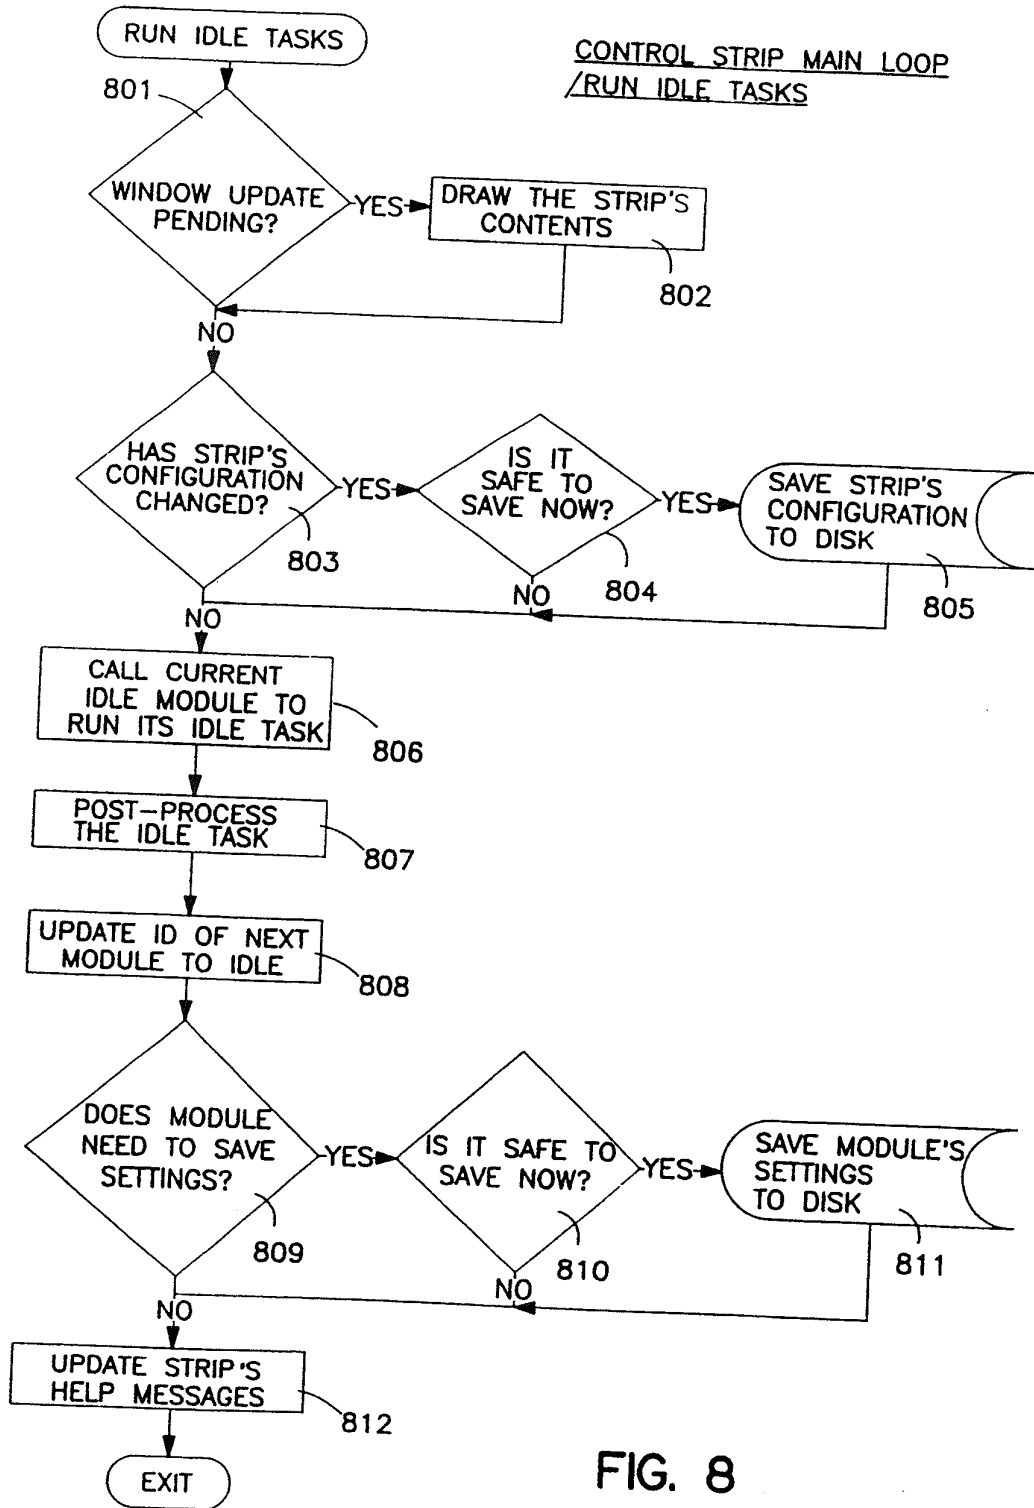 RUN IDLE TASKS
CONTROL STRIP MAIN LOOP
/RUN IDLE TASKS
801
WINDOW UPDATE
PENDING?
YES
DRAW THE STRIP'S
CONTENTS
802
NO
HAS STRIP'S
CONFIGURATION
CHANGED?
803
YES
IS IT
SAFE TO
SAVE NOW?
804
YES
SAVE STRIP'S
CONFIGURATION
TO DISK
805
NO
NO
CALL CURRENT
IDLE MODULE TO
RUN ITS IDLE TASK
806
POST-PROCESS
THE IDLE TASK
807
UPDATE ID OF NEXT
MODULE TO IDLE
808
DOES MODULE
NEED TO SAVE
SETTINGS?
809
YES
IS IT SAFE TO
SAVE NOW?
810
YES
SAVE MODULE'S
SETTINGS
TO DISK
811
NO
NO
UPDATE STRIP'S
HELP MESSAGES
812
EXIT
FIG. 8